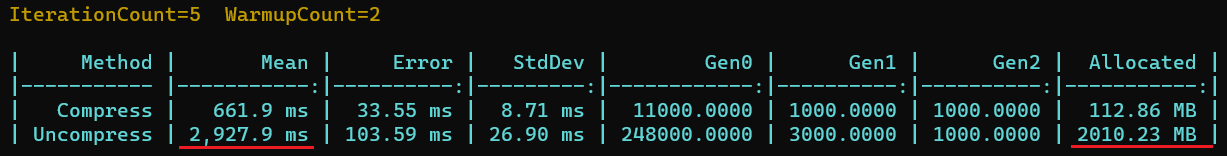 IterationCount=5  WarmupCount=2
|     Method |       Mean |     Error |   StdDev |       Gen0 |      Gen1 |      Gen2 |  Allocated |
|----------- |-----------:|----------:|---------:|-----------:|----------:|----------:|-----------:|
|   Compress |   661.9 ms |  33.55 ms |  8.71 ms |  11000.0000 | 1000.0000 | 1000.0000 |  112.86 MB |
| Uncompress | 2,927.9 ms | 103.59 ms | 26.90 ms | 248000.0000 | 3000.0000 | 1000.0000 | 2010.23 MB |